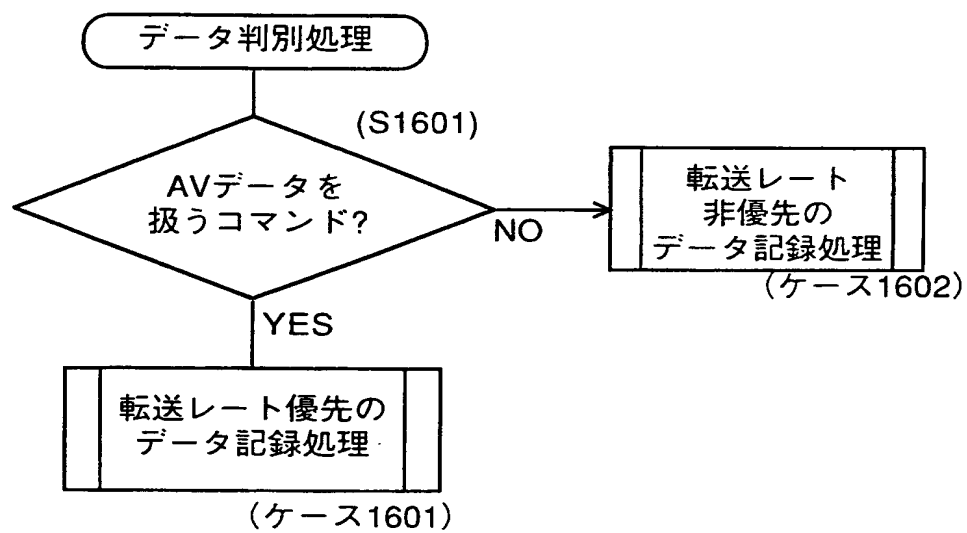 データ判別処理
(S1601)
AVデータを
扱うコマンド?
NO
転送レート
非優先の
データ記録処理
(ケース1602)
YES
転送レート優先の
データ記録処理
(ケース1601)